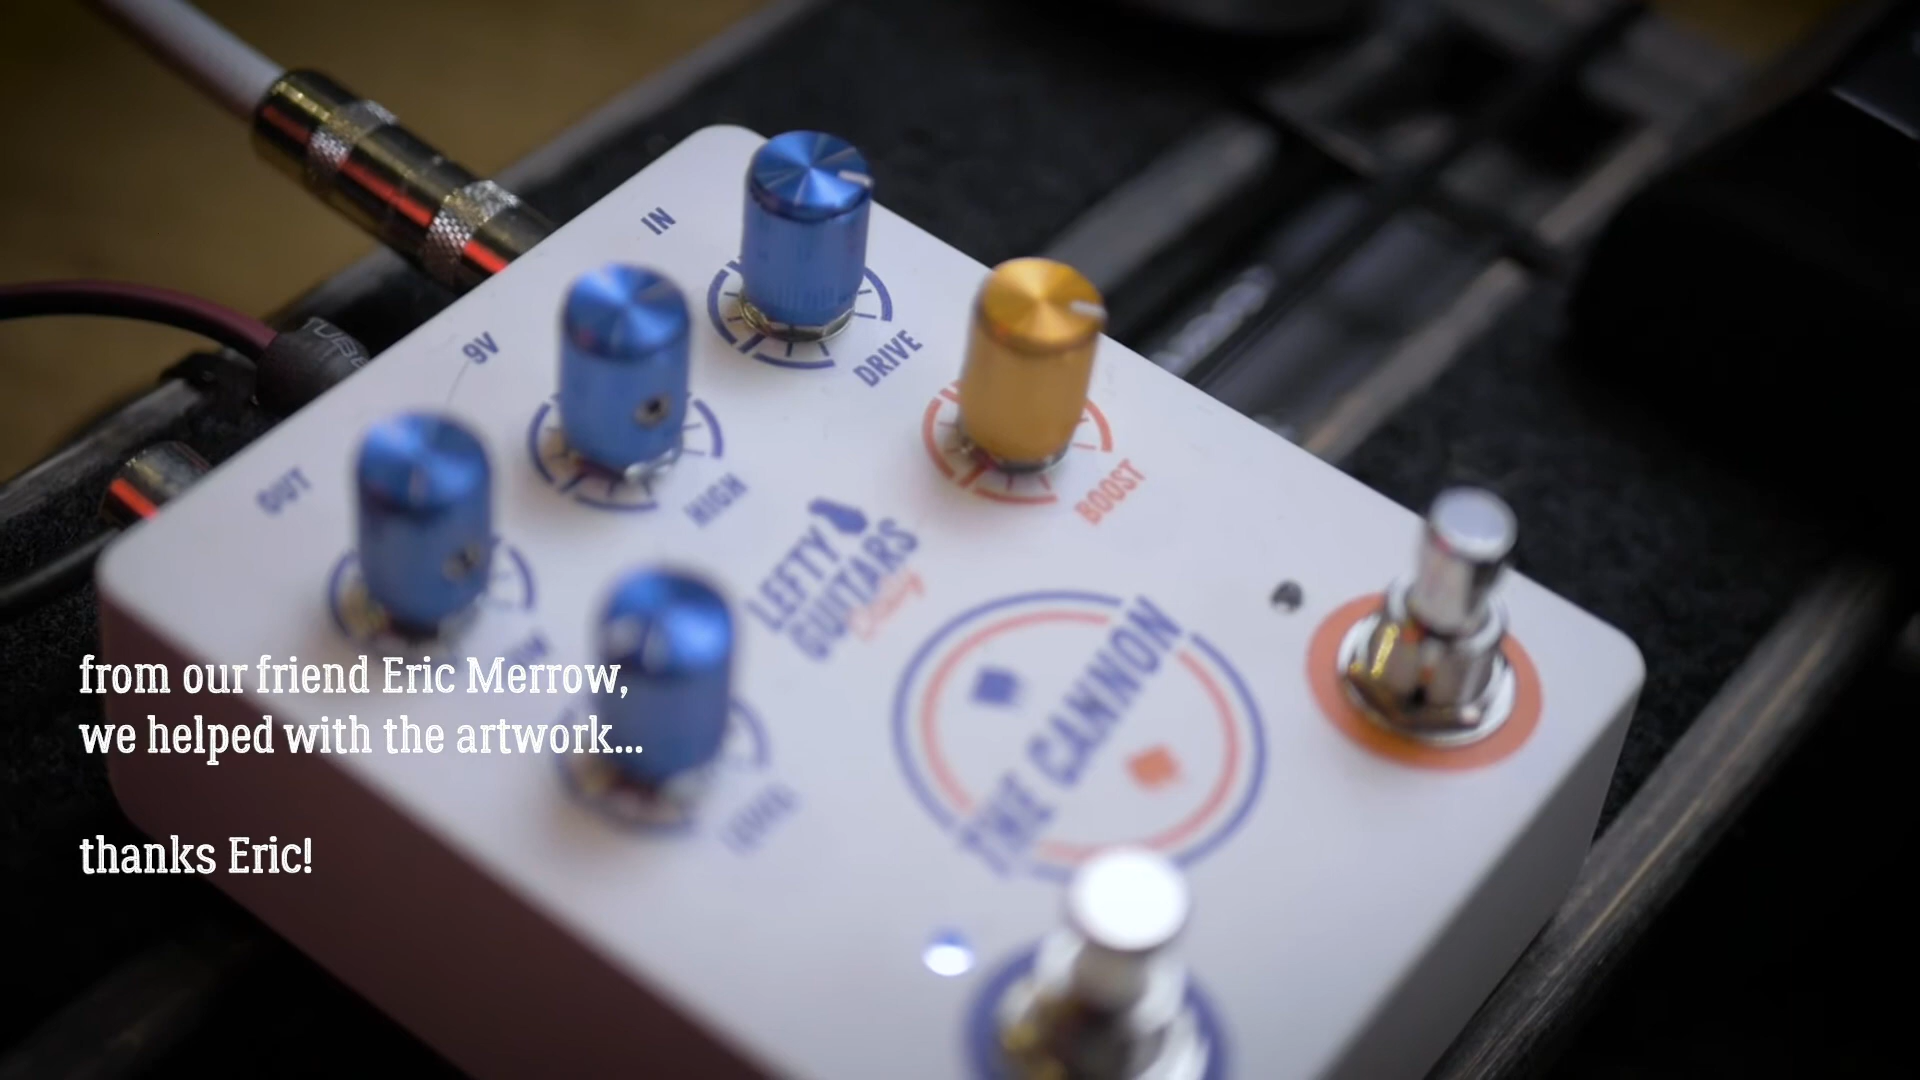 IN
DRIVE
9V
HIGH
BOOST
OUT
LEFTY
GUITARS
Only
THE CANNON
LEVEL
from our friend Eric Merrow,
we helped with the artwork...
thanks Eric!